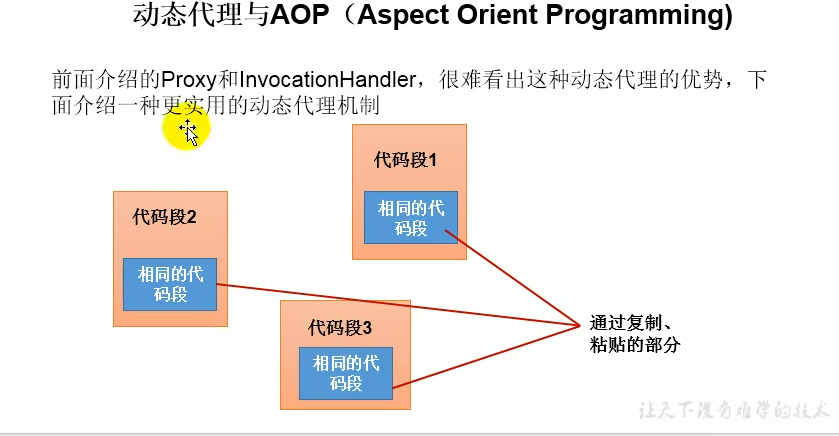 动态代理与AOP（Aspect Orient Programming)
前面介绍的Proxy和InvocationHandler，很难看出这种动态代理的优势，下
面介绍一种更实用的动态代理机制
代码段1
相同的代
码段
代码段2
相同的代
码段
代码段3
相同的代
码段
通过复制、
粘贴的部分
让天下没有难学的技术